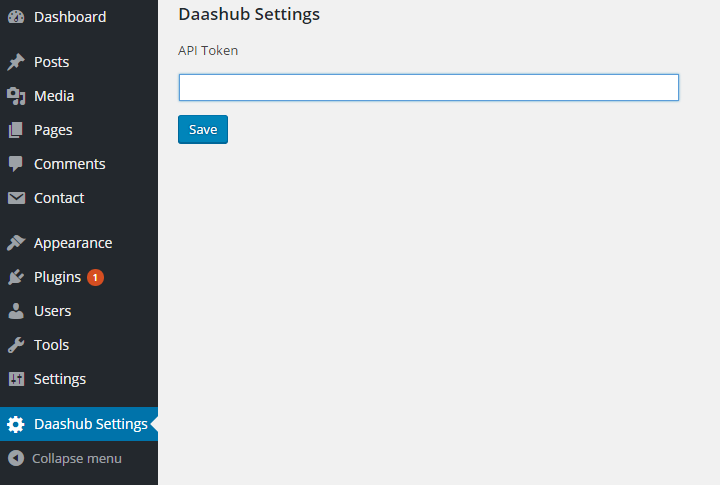 Dashboard
Posts
Media
Pages
Comments
Contact
Appearance
Plugins 1
Users
Tools
Settings
Daashub Settings
Collapse menu
Daashub Settings
API Token
Save